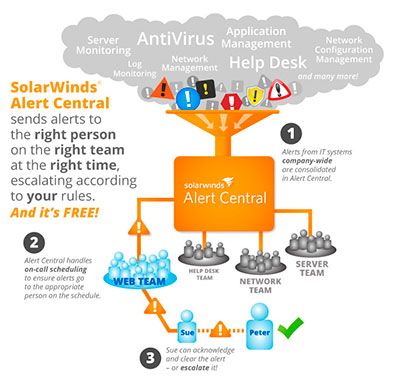 Server
Monitoring
AntiVirus
Application
Management
Network
Configuration
Management
Log
Monitoring
Network
Management
Help Desk
and many more!
SolarWinds®
Alert Central
sends alerts to
the right person
on the right team
at the right time,
escalating according
to your rules.
And it's FREE!
1
Alerts from IT systems
company-wide
are consolidated
in Alert Central.
solarwinds
Alert Central
2
Alert Central handles
on-call scheduling
to ensure alerts go
to the appropriate
person on the schedule.
WEB TEAM
HELP DESK
TEAM
NETWORK
TEAM
SERVER
TEAM
Sue
Peter
3
Sue can acknowledge
and clear the alert
– or escalate it!